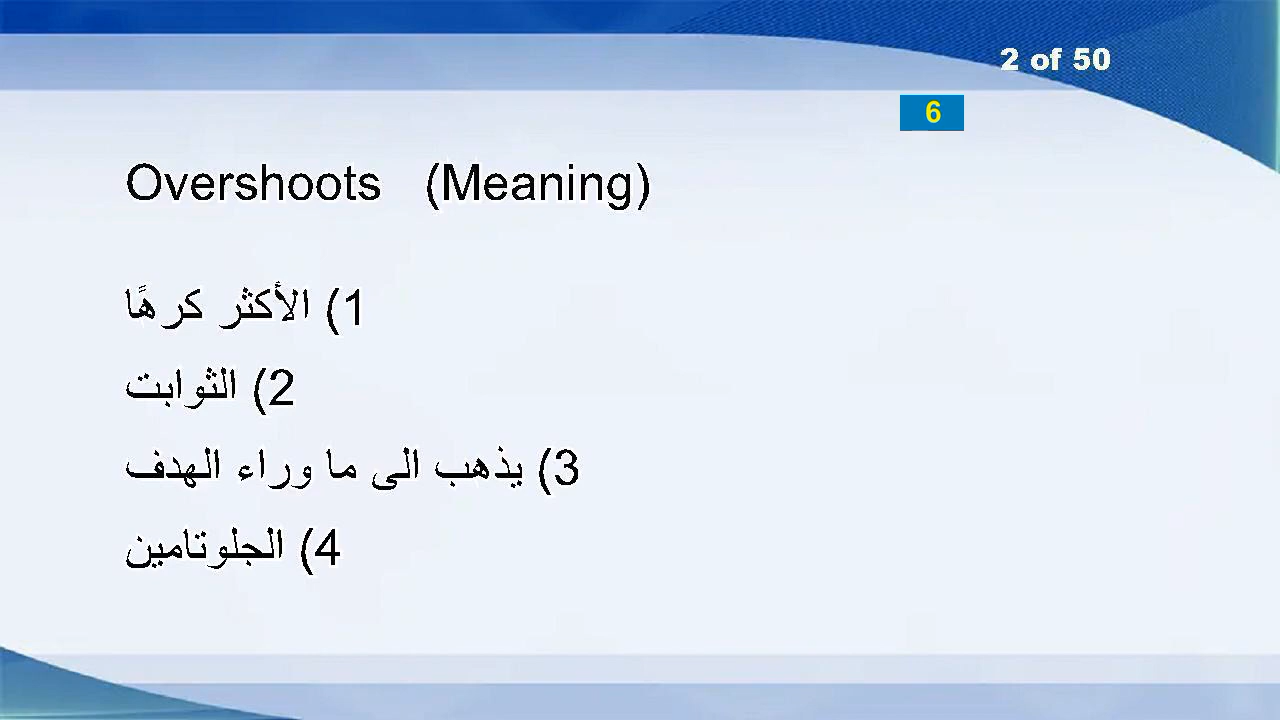 2 of 50
6
Overshoots (Meaning)
1) الأكثر كرهًا
2) الثوابت
3) يذهب الى ما وراء الهدف
4) الجلوتامين